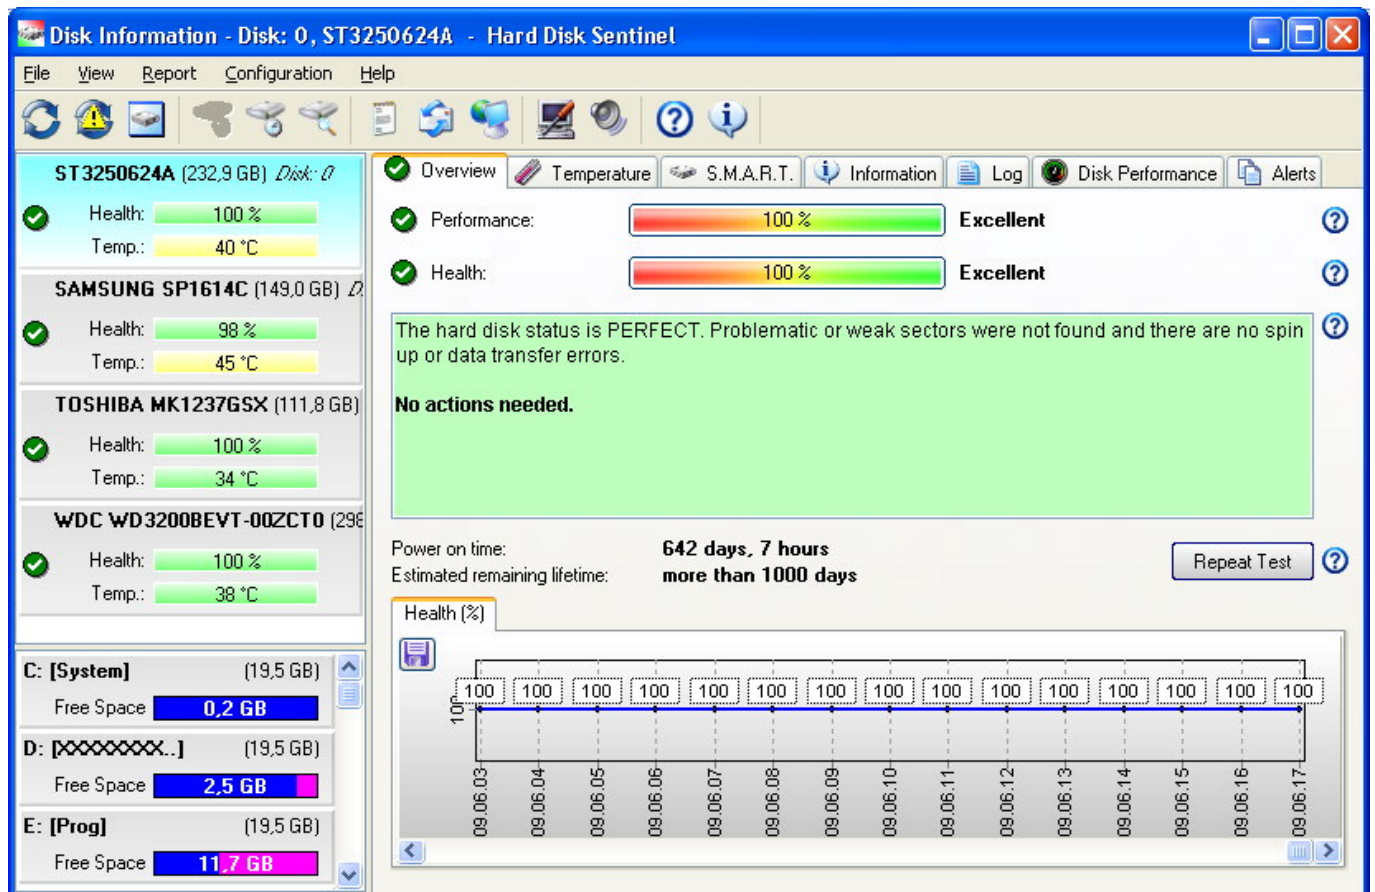 Disk Information - Disk: 0, ST3250624A - Hard Disk Sentinel
File View Report Configuration Help
ST3250624A (232,9 GB) Disk: 0
Health: 100 %
Temp.: 40 °C
SAMSUNG SP1614C (149,0 GB)
Health: 98 %
Temp.: 45 °C
TOSHIBA MK1237GSX (111,8 GB)
Health: 100 %
Temp.: 34 °C
WDC WD3200BEVT-00ZCT0 (298
Health: 100 %
Temp.: 38 °C
C: [System] (19,5 GB)
Free Space 0,2 GB
D: [XXXXXXXX..] (19,5 GB)
Free Space 2,5 GB
E: [Prog] (19,5 GB)
Free Space 11,7 GB
Overview Temperature S.M.A.R.T. Information Log Disk Performance Alerts
Performance: 100 % Excellent
Health: 100 % Excellent
The hard disk status is PERFECT. Problematic or weak sectors were not found and there are no spin
up or data transfer errors.
No actions needed.
Power on time: 642 days, 7 hours
Estimated remaining lifetime: more than 1000 days
Repeat Test
Health (%)
100 100 100 100 100 100 100 100 100 100 100 100 100 100 100
100
09.06.03 09.06.04 09.06.05 09.06.06 09.06.07 09.06.08 09.06.09 09.06.10 09.06.11 09.06.12 09.06.13 09.06.14 09.06.15 09.06.16 09.06.17